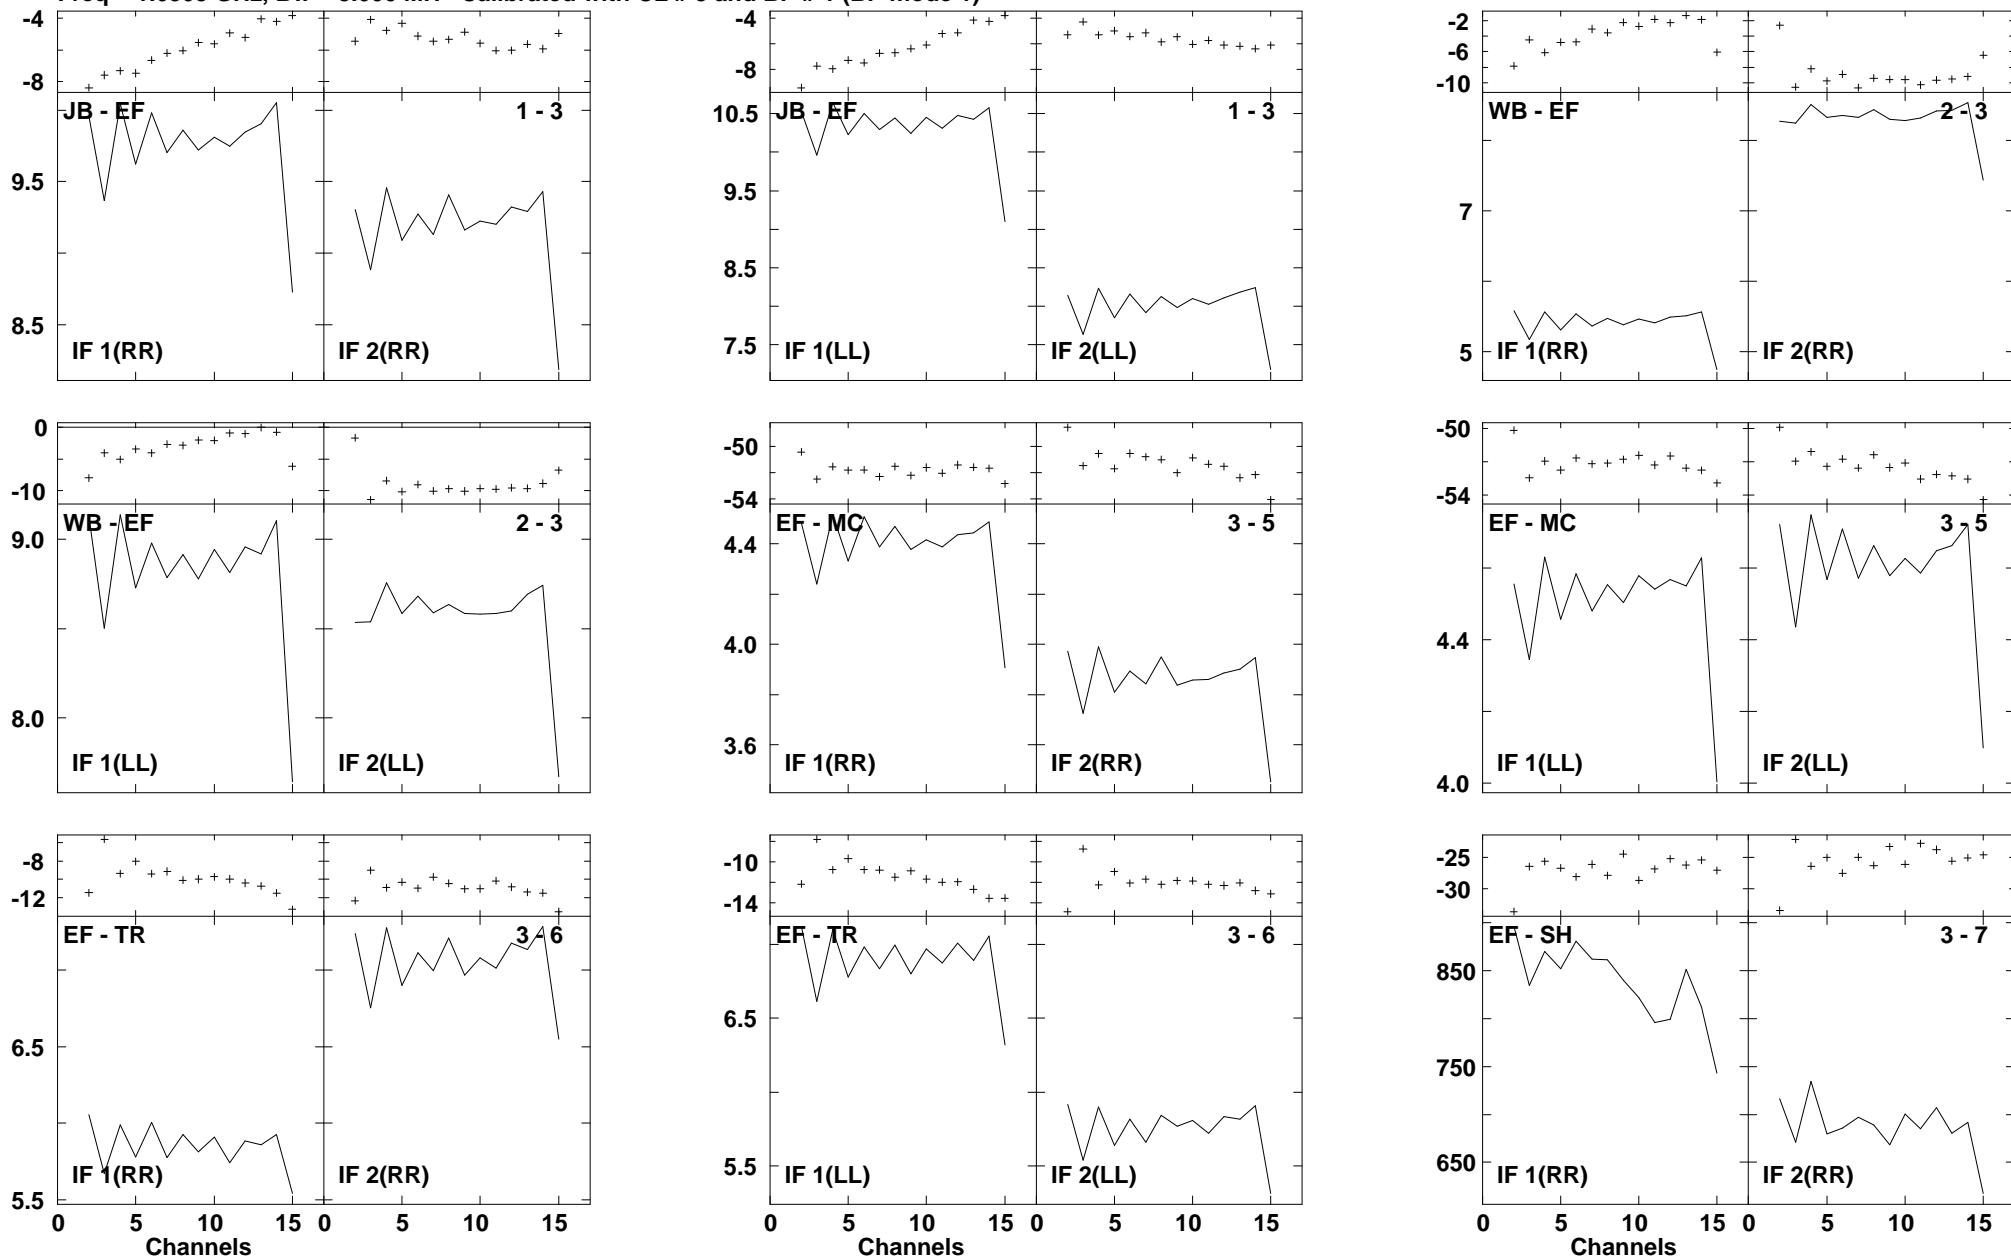 -4
-8
JB - EF
1 - 3
9.5
8.5
IF 1(RR)
IF 2(RR)
-4
-8
10.5
JB - EF
1 - 3
9.5
8.5
7.5
IF 1(LL)
IF 2(LL)
-2
-6
-10
WB - EF
2 - 3
7
5
IF 1(RR)
IF 2(RR)
0
-10
WB - EF
2 - 3
9.0
8.0
IF 1(LL)
IF 2(LL)
-50
-54
EF - MC
3 - 5
4.4
4.0
3.6
IF 1(RR)
IF 2(RR)
-50
-54
EF - MC
3 - 5
4.4
4.0
IF 1(LL)
IF 2(LL)
-8
-12
EF - TR
3 - 6
6.5
5.5
IF 1(RR)
IF 2(RR)
0 5 10 15 0 5 10 15
Channels
-10
-14
EF - TR
3 - 6
6.5
5.5
IF 1(LL)
IF 2(LL)
0 5 10 15 0 5 10 15
Channels
-25
-30
EF - SH
3 - 7
850
750
650
IF 1(RR)
IF 2(RR)
0 5 10 15 0 5 10 15
Channels